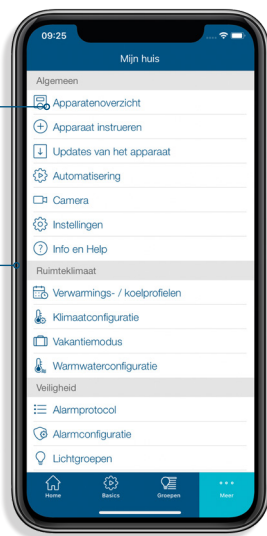 09:25
Mijn huis
Algemeen
Apparatenoverzicht
Apparaat instrueren
Updates van het apparaat
Automatisering
Camera
Instellingen
Info en Help
Ruimteklimaat
Verwarmings- / koelprofielen
Klimaatconfiguratie
Vakantiemodus
Warmwaterconfiguratie
Veiligheid
Alarmprotocol
Alarmconfiguratie
Lichtgroepen
Home Basics Groepen Meer